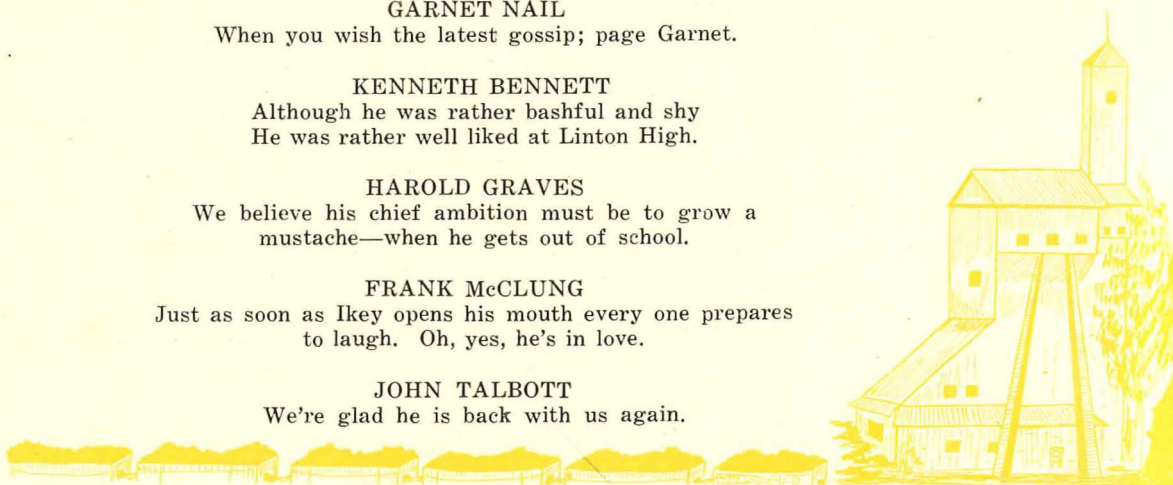 GARNET NAIL
When you wish the latest gossip; page Garnet.
KENNETH BENNETT
Although he was rather bashful and shy
He was rather well liked at Linton High.
HAROLD GRAVES
We believe his chief ambition must be to grow a
mustache—when he gets out of school.
FRANK McCLUNG
Just as soon as Ikey opens his mouth every one prepares
to laugh. Oh, yes, he's in love.
JOHN TALBOTT
We're glad he is back with us again.